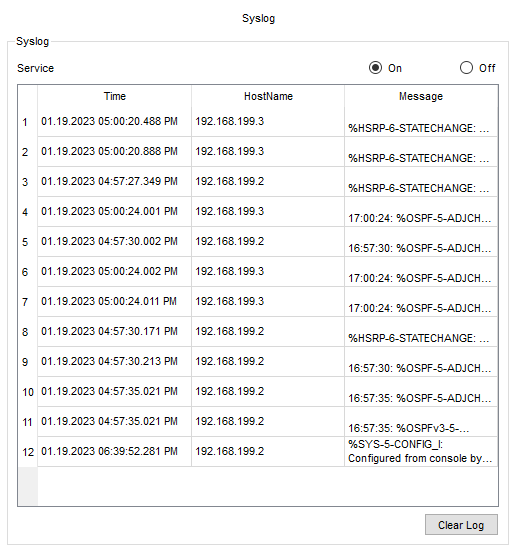 Syslog
Syslog
Service On Off
Time HostName Message
1 01.19.2023 05:00:20.488 PM 192.168.199.3 %HSRP-6-STATECHANGE: ...
2 01.19.2023 05:00:20.888 PM 192.168.199.3 %HSRP-6-STATECHANGE: ...
3 01.19.2023 04:57:27.349 PM 192.168.199.2 %HSRP-6-STATECHANGE: ...
4 01.19.2023 05:00:24.001 PM 192.168.199.3 17:00:24: %OSPF-5-ADJCH...
5 01.19.2023 04:57:30.002 PM 192.168.199.2 16:57:30: %OSPF-5-ADJCH...
6 01.19.2023 05:00:24.002 PM 192.168.199.3 17:00:24: %OSPF-5-ADJCH...
7 01.19.2023 05:00:24.011 PM 192.168.199.3 17:00:24: %OSPF-5-ADJCH...
8 01.19.2023 04:57:30.171 PM 192.168.199.2 %HSRP-6-STATECHANGE: ...
9 01.19.2023 04:57:30.213 PM 192.168.199.2 16:57:30: %OSPF-5-ADJCH...
10 01.19.2023 04:57:35.021 PM 192.168.199.2 16:57:35: %OSPF-5-ADJCH...
11 01.19.2023 04:57:35.021 PM 192.168.199.2 16:57:35: %OSPFv3-5-...
12 01.19.2023 06:39:52.281 PM 192.168.199.2 %SYS-5-CONFIG_I:
Configured from console by...
Clear Log